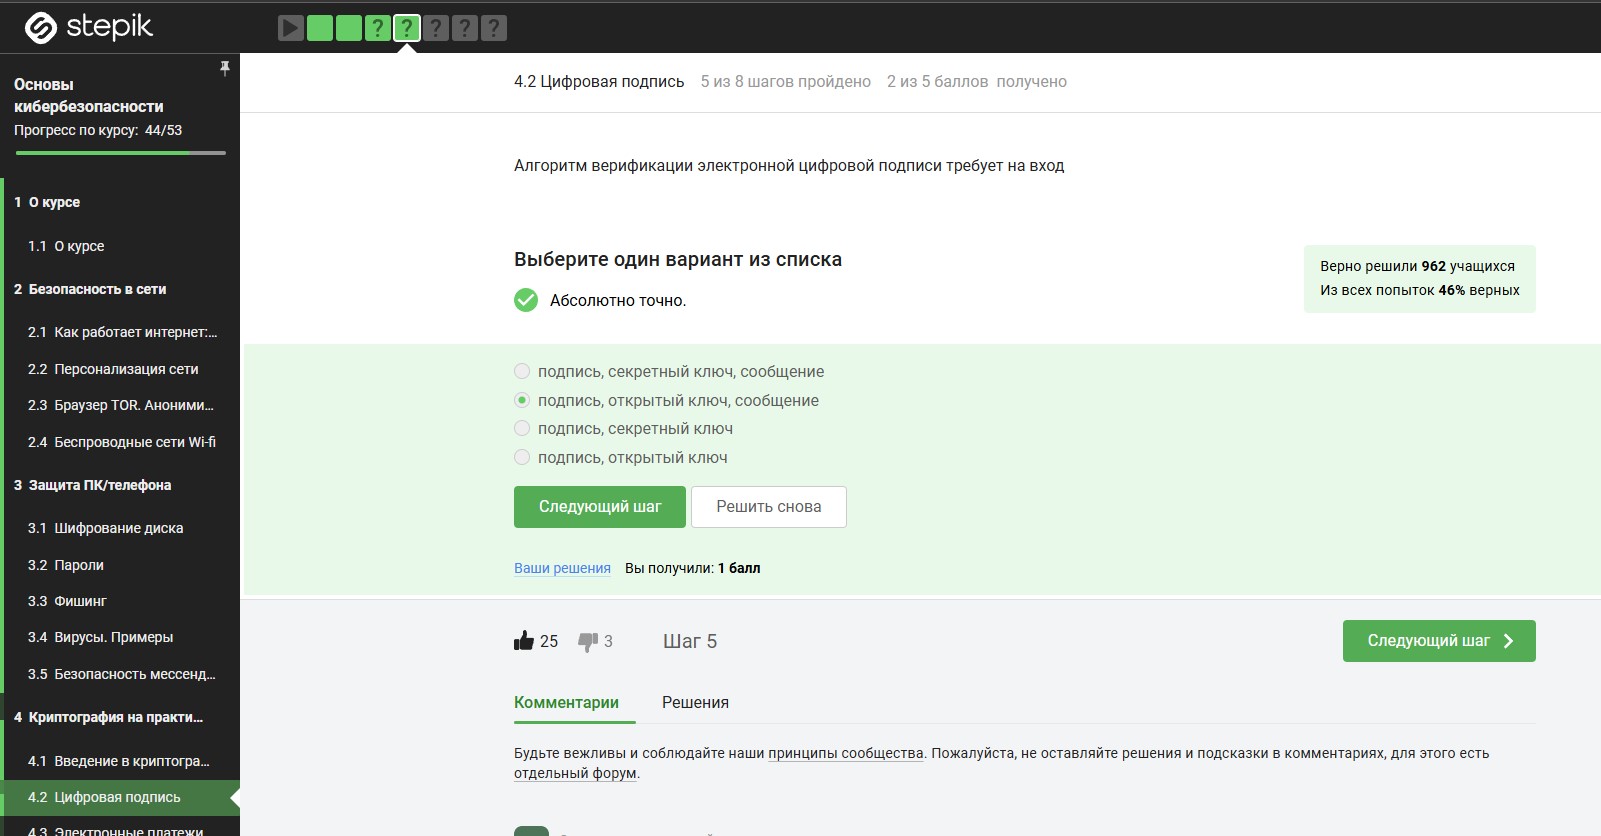 stepik
? ? ? ? ?
Основы
кибербезопасности
Прогресс по курсу: 44/53
1 О курсе
1.1 О курсе
2 Безопасность в сети
2.1 Как работает интернет:...
2.2 Персонализация сети
2.3 Браузер TOR. Аноними...
2.4 Беспроводные сети Wi-fi
3 Защита ПК/телефона
3.1 Шифрование диска
3.2 Пароли
3.3 Фишинг
3.4 Вирусы. Примеры
3.5 Безопасность мессенд...
4 Криптография на практи...
4.1 Введение в криптогра...
4.2 Цифровая подпись
4.3 Электронные платежи
4.2 Цифровая подпись 5 из 8 шагов пройдено 2 из 5 баллов получено
Алгоритм верификации электронной цифровой подписи требует на вход
Выберите один вариант из списка
Абсолютно точно.
Верно решили 962 учащихся
Из всех попыток 46% верных
подпись, секретный ключ, сообщение
подпись, открытый ключ, сообщение
подпись, секретный ключ
подпись, открытый ключ
Следующий шаг Решить снова
Ваши решения Вы получили: 1 балл
25 3 Шаг 5 Следующий шаг
Комментарии Решения
Будьте вежливы и соблюдайте наши принципы сообщества. Пожалуйста, не оставляйте решения и подсказки в комментариях, для этого есть
отдельный форум.